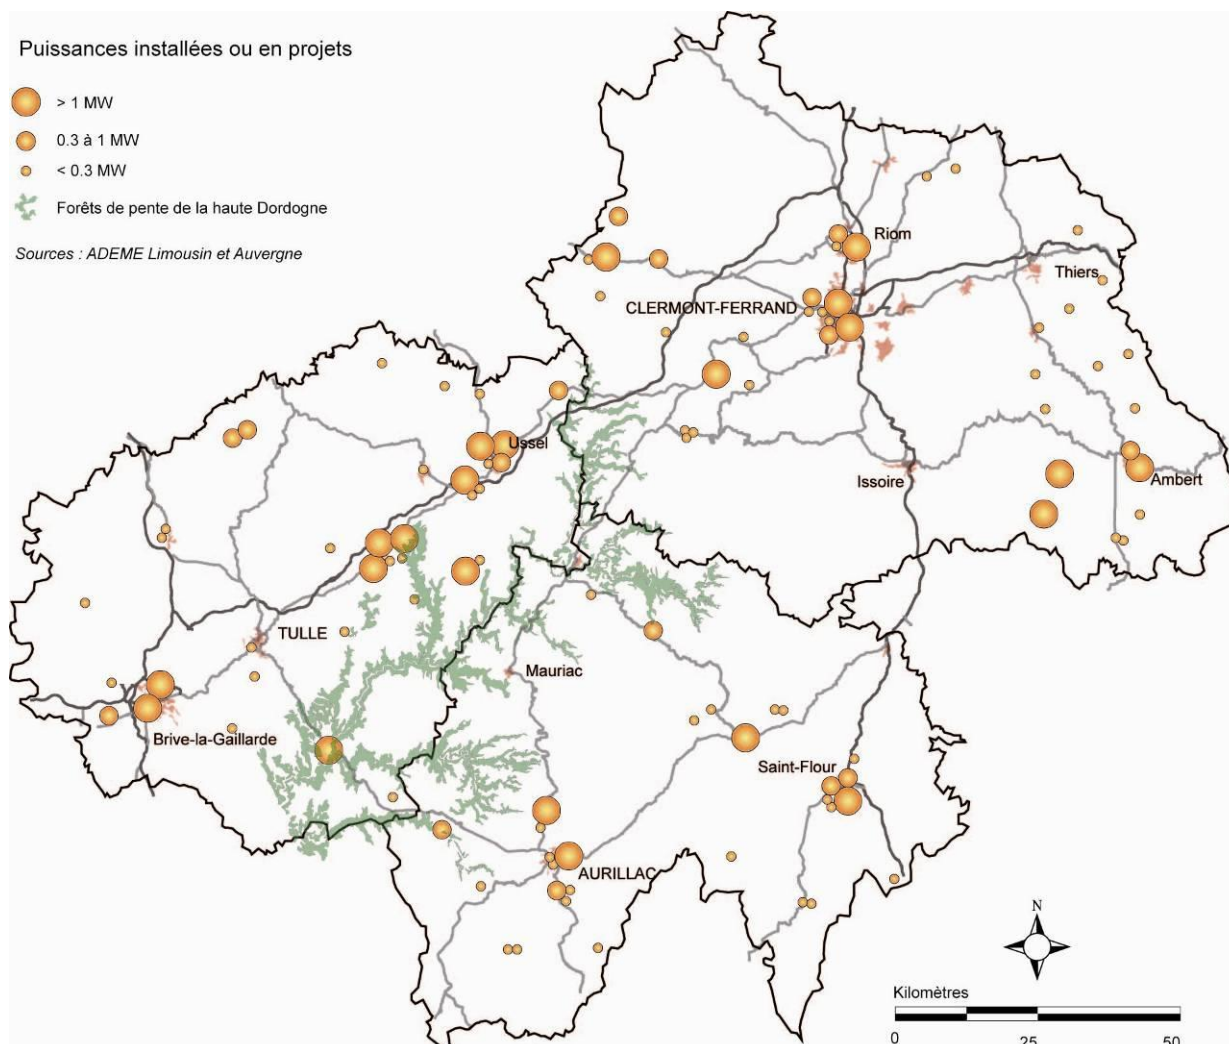 Puissances installées ou en projets
> 1 MW
0.3 à 1 MW
< 0.3 MW
Forêts de pente de la haute Dordogne
Sources : ADEME Limousin et Auvergne
Riom
Thiers
CLERMONT-FERRAND
Ussel
Issoire
Ambert
TULLE
Mauriac
Brive-la-Gaillarde
Saint-Flour
AURILLAC
N
Kilomètres
0 25 50